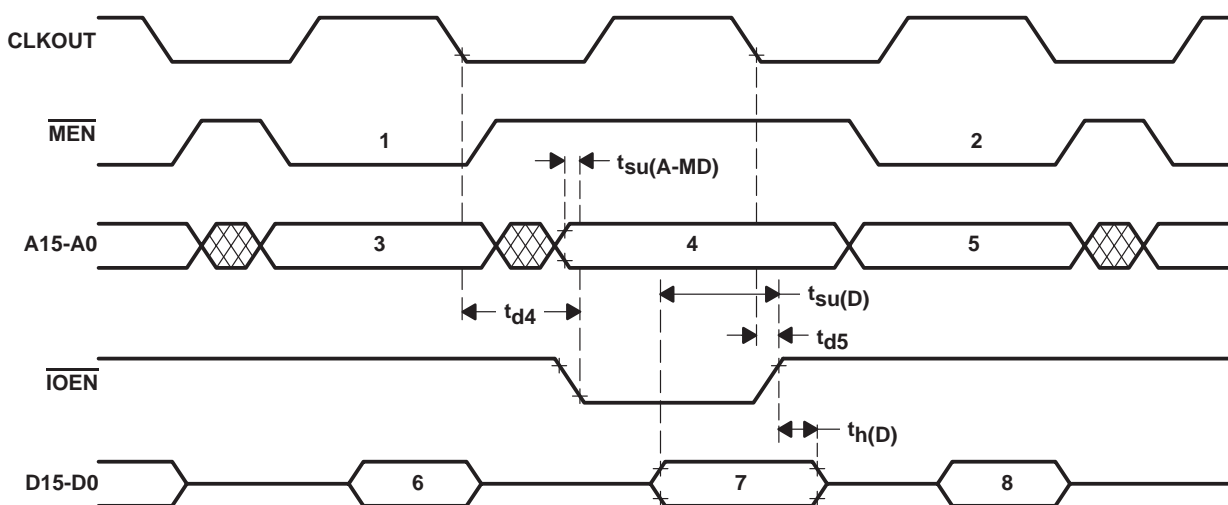 CLKOUT
MEN
1
2
tsu(A-MD)
A15-A0
3
4
5
tsu(D)
td4
td5
IOEN
th(D)
D15-D0
6
7
8